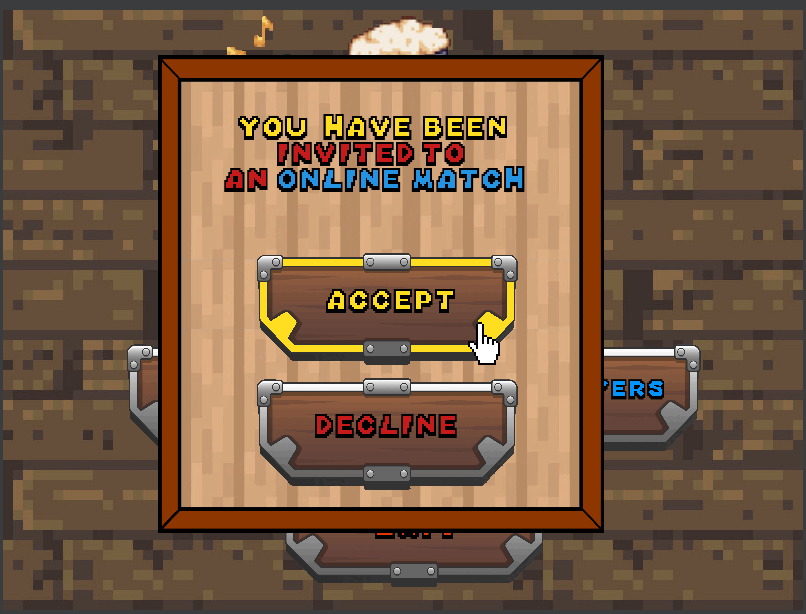 YOU HAVE BEEN
INVITED TO
AN ONLINE MATCH
ACCEPT
DECLINE